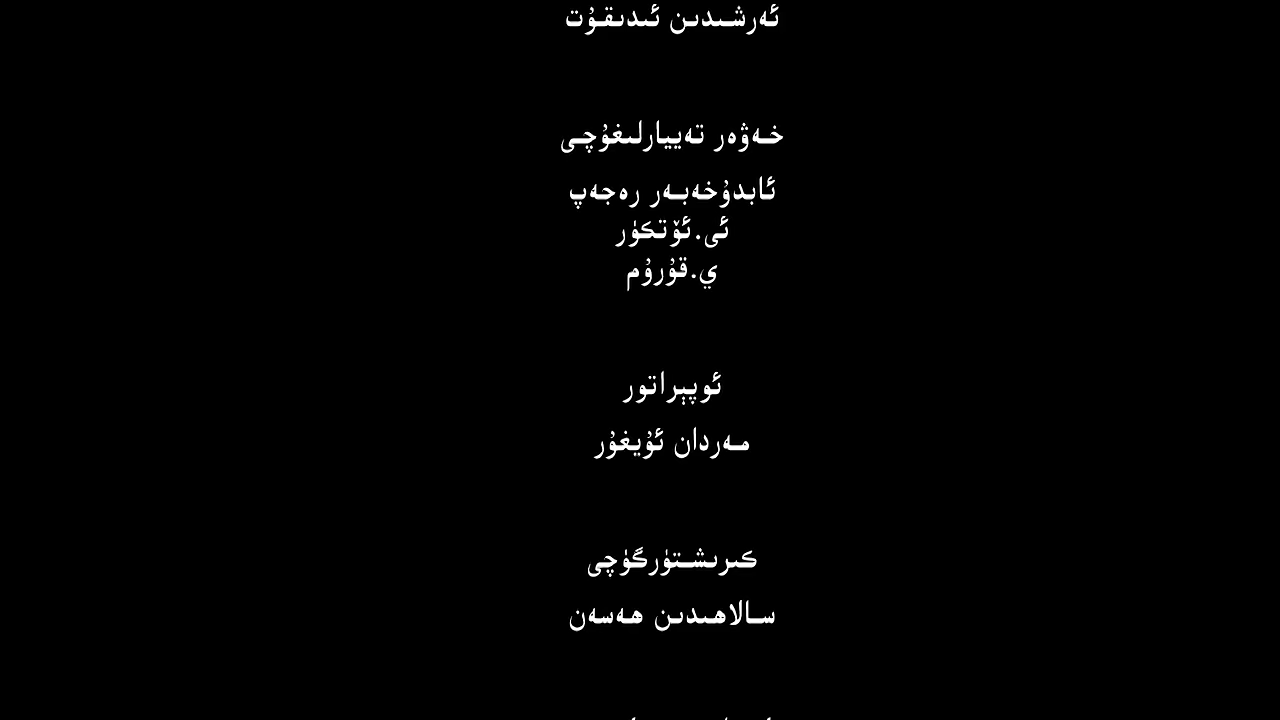 ئەرشىدىن ئىدىقۇت
خەۋەر تەييارلىغۇچى
ئابدۇخەبەر رەجەپ
ئى.ئۆتكۈر
ي.قۇرۇم
ئوپېراتور
مەردان ئۇيغۇر
كىرىشتۈرگۈچى
سالاھىدىن ھەسەن